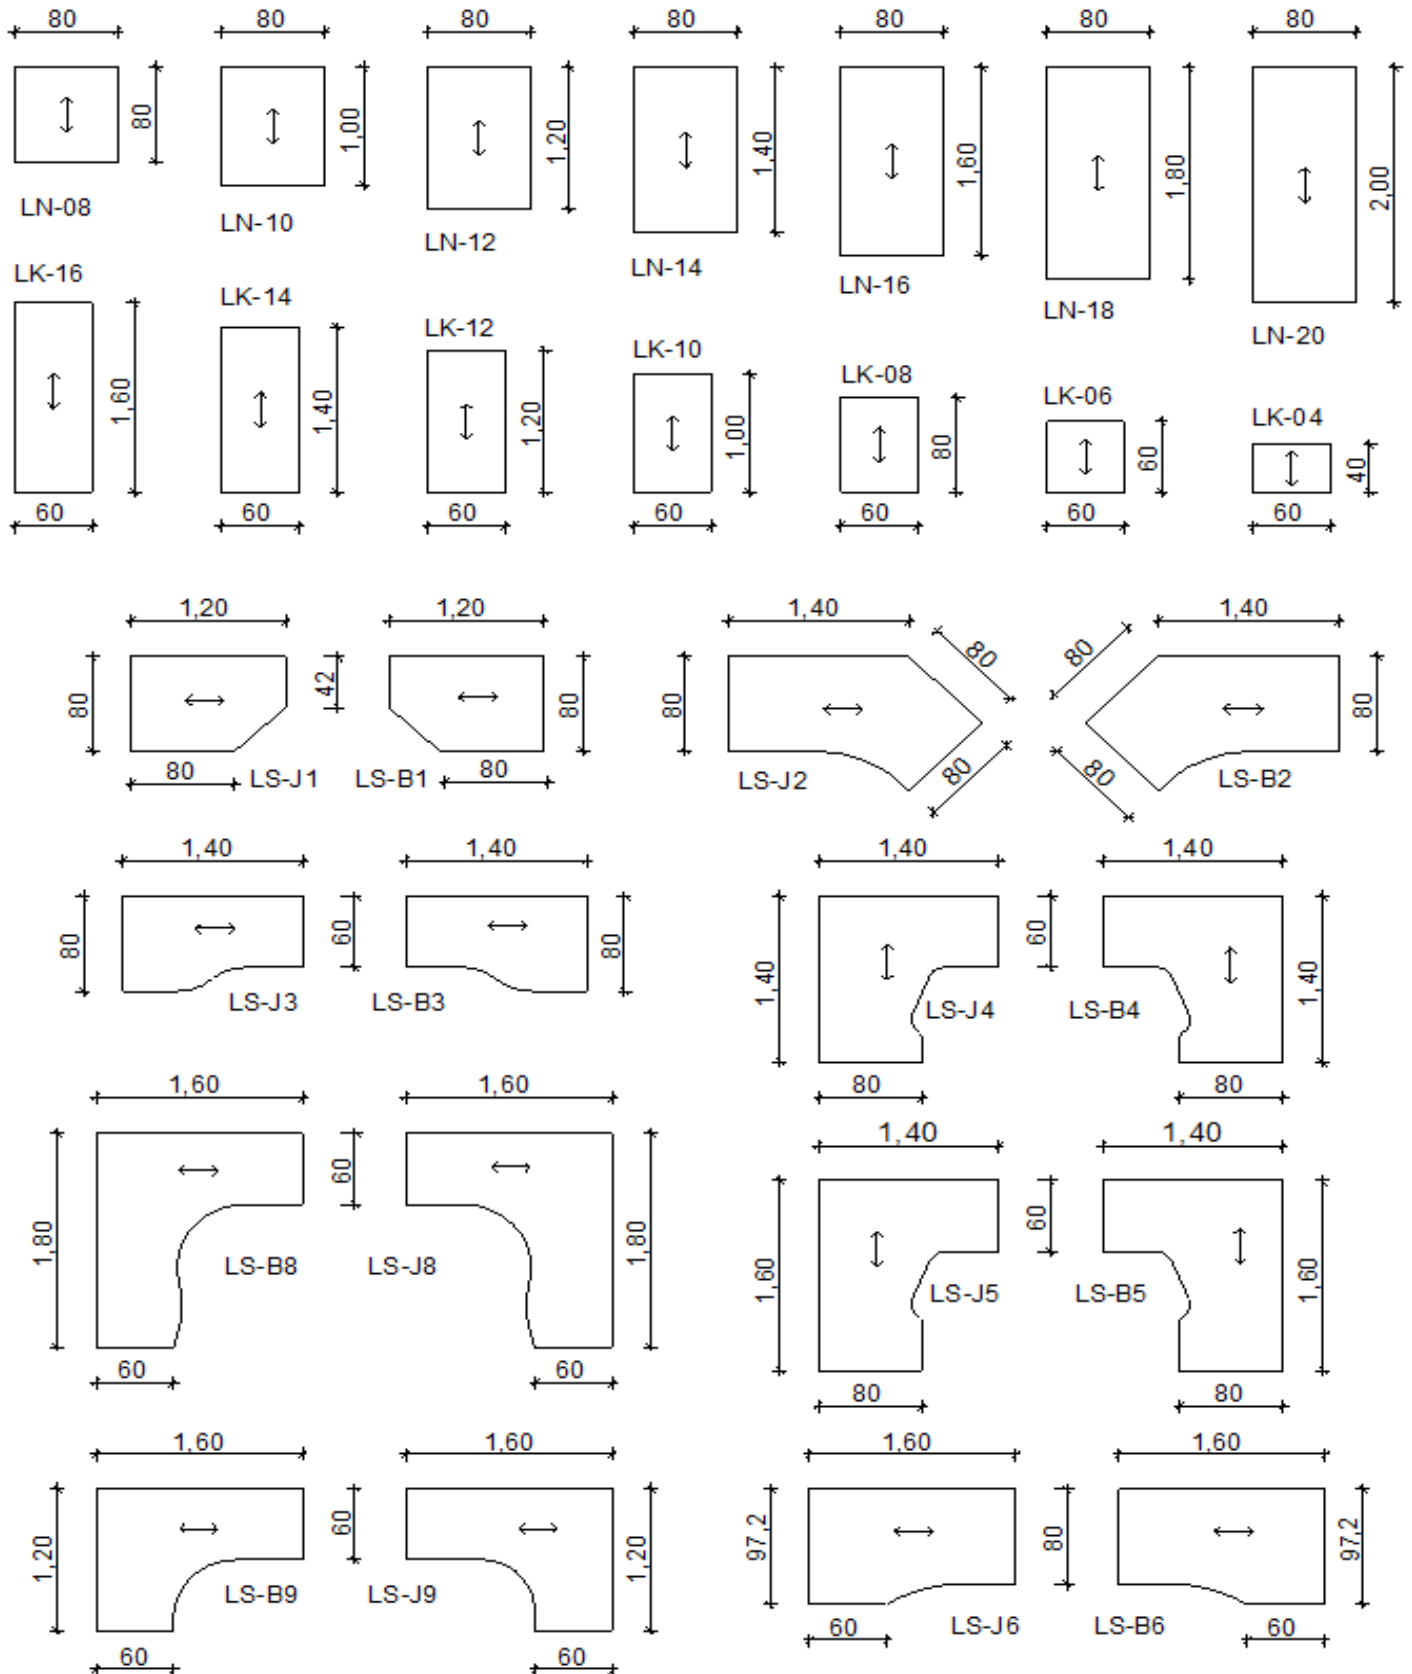 80 80 80 80 80 80 80
80 1,00 1,20 1,40 1,60 1,80 2,00
LN-08 LN-10 LN-12 LN-14 LN-16 LN-18 LN-20
LK-16 LK-14 LK-12 LK-10 LK-08 LK-06 LK-04
1,60 1,40 1,20 1,00 80 60 40
60 60 60 60 60 60 60
1,20 1,20 1,40 1,40
80 42 80 80 80 80 80
80 80 80 80
LS-J1 LS-B1 LS-J2 LS-B2
1,40 1,40 1,40 1,40
80 60 80 1,40 60 1,40
LS-J3 LS-B3 LS-J4 LS-B4
80 80
1,60 1,60 1,40 1,40
1,80 60 1,80 1,60 60 1,60
LS-B8 LS-J8 LS-J5 LS-B5
60 60 80 80
1,60 1,60 1,60 1,60
1,20 60 1,20 97,2 80 97,2
LS-B9 LS-J9 LS-J6 LS-B6
60 60 60 60